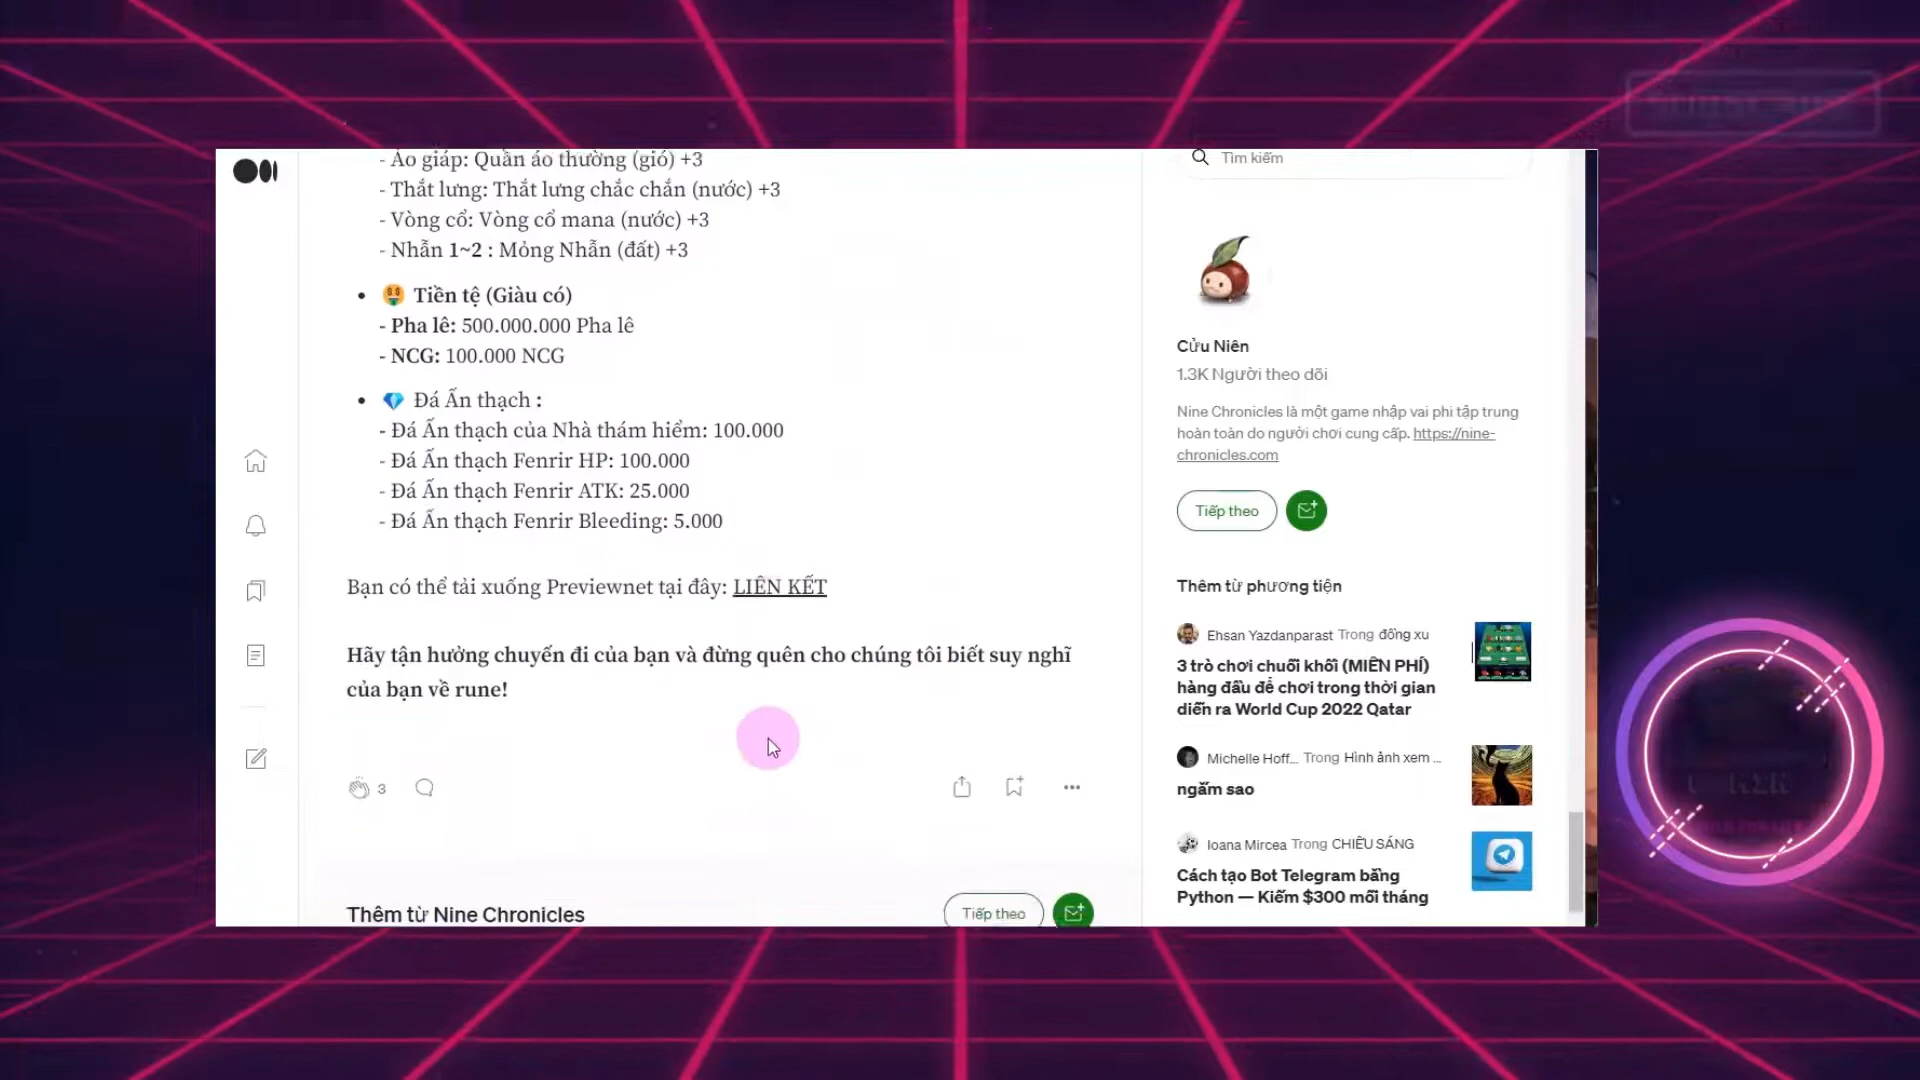 - Áo giáp: Quần áo thường (gió) +3
- Thắt lưng: Thắt lưng chắc chắn (nước) +3
- Vòng cổ: Vòng cổ mana (nước) +3
- Nhẫn 1~2 : Mỏng Nhẫn (đất) +3
Tiền tệ (Giàu có)
- Pha lê: 500.000.000 Pha lê
- NCG: 100.000 NCG
Đá Ấn thạch :
- Đá Ấn thạch của Nhà thám hiểm: 100.000
- Đá Ấn thạch Fenrir HP: 100.000
- Đá Ấn thạch Fenrir ATK: 25.000
- Đá Ấn thạch Fenrir Bleeding: 5.000
Bạn có thể tải xuống Previewnet tại đây: LIÊN KẾT
Hãy tận hưởng chuyến đi của bạn và đừng quên cho chúng tôi biết suy nghĩ
của bạn về rune!
3
Thêm từ Nine Chronicles
Tiếp theo
Tìm kiếm
Cửu Niên
1.3K Người theo dõi
Nine Chronicles là một game nhập vai phi tập trung
hoàn toàn do người chơi cung cấp. https://nine-
chronicles.com
Tiếp theo
Thêm từ phương tiện
Ehsan Yazdanparast Trong đồng xu
3 trò chơi chuỗi khối (MIỄN PHÍ)
hàng đầu để chơi trong thời gian
diễn ra World Cup 2022 Qatar
Michelle Hoff... Trong Hình ảnh xem ...
ngắm sao
Ioana Mircea Trong CHIẾU SÁNG
Cách tạo Bot Telegram bằng
Python — Kiếm $300 mỗi tháng